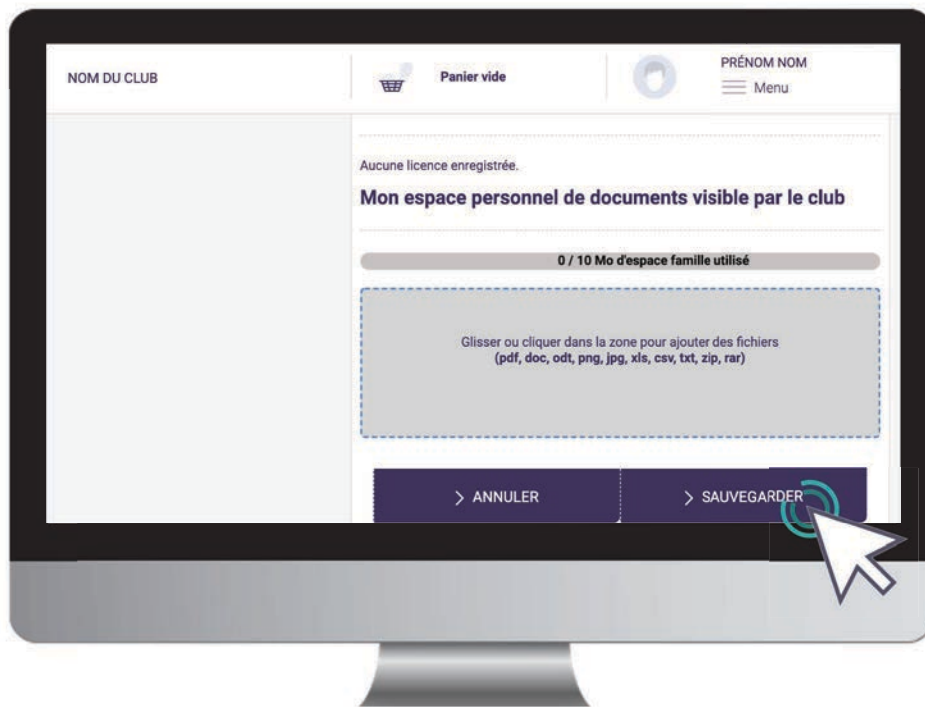 NOM DU CLUB
Panier vide
PRÉNOM NOM
Menu
Aucune licence enregistrée.
Mon espace personnel de documents visible par le club
0 / 10 Mo d'espace famille utilisé
Glisser ou cliquer dans la zone pour ajouter des fichiers
(pdf, doc, odt, png, jpg, xls, csv, txt, zip, rar)
> ANNULER
> SAUVEGARDER